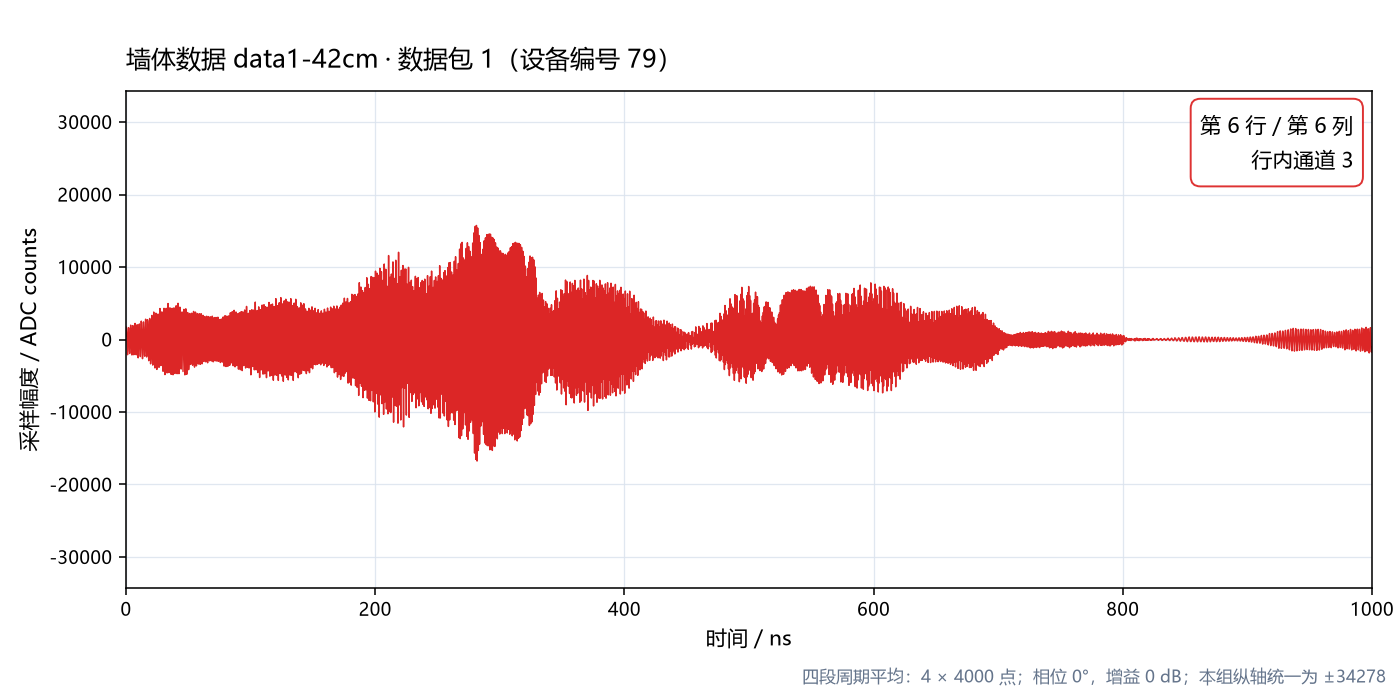 墙体数据 data1-42cm · 数据包 1（设备编号 79）
第 6 行 / 第 6 列
行内通道 3
采样幅度 / ADC counts
30000
20000
10000
0
-10000
-20000
-30000
0 200 400 600 800 1000
时间 / ns
四段周期平均：4 × 4000 点；相位 0°，增益 0 dB；本组纵轴统一为 ±34278